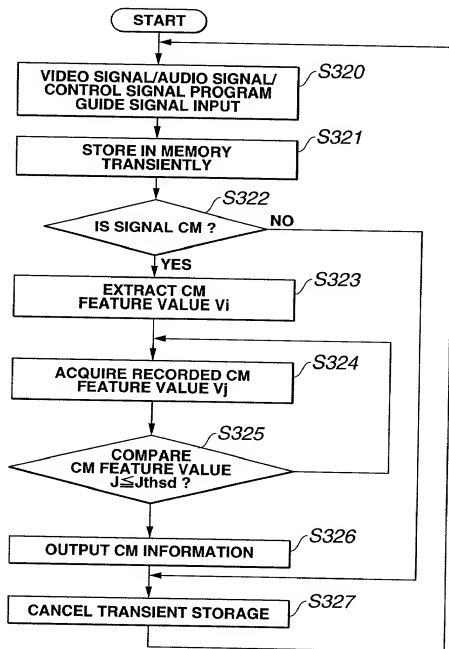 START
VIDEO SIGNAL/AUDIO SIGNAL/
CONTROL SIGNAL PROGRAM
GUIDE SIGNAL INPUT
S320
STORE IN MEMORY
TRANSIENTLY
S321
IS SIGNAL CM ?
S322
NO
YES
EXTRACT CM
FEATURE VALUE Vi
S323
ACQUIRE RECORDED CM
FEATURE VALUE Vj
S324
COMPARE
CM FEATURE VALUE
J≦Jthsd ?
S325
OUTPUT CM INFORMATION
S326
CANCEL TRANSIENT STORAGE
S327